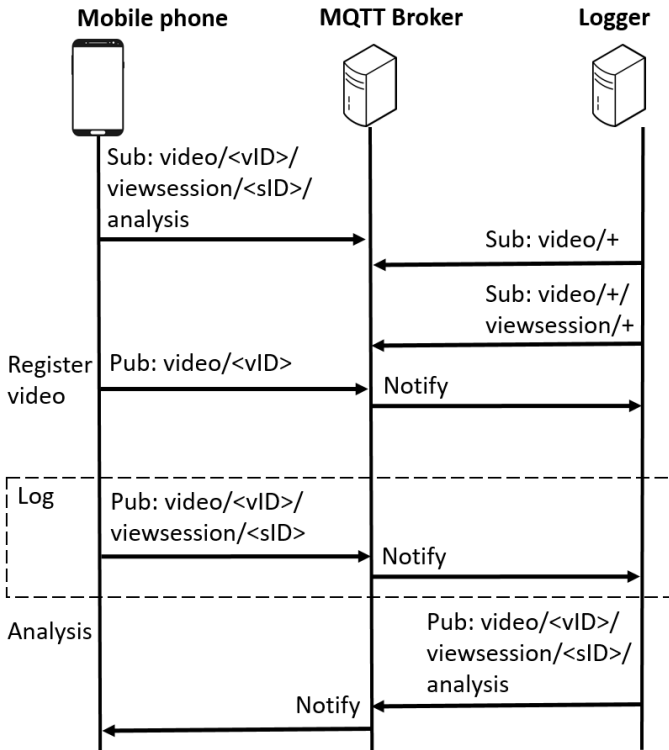 Mobile phone
MQTT Broker
Logger
Sub: video/<vID>/
viewsession/<sID>/
analysis
Sub: video/+
Sub: video/+/
viewsession/+
Register
video
Pub: video/<vID>
Notify
Log
Pub: video/<vID>/
viewsession/<sID>
Notify
Analysis
Pub: video/<vID>/
viewsession/<sID>/
analysis
Notify